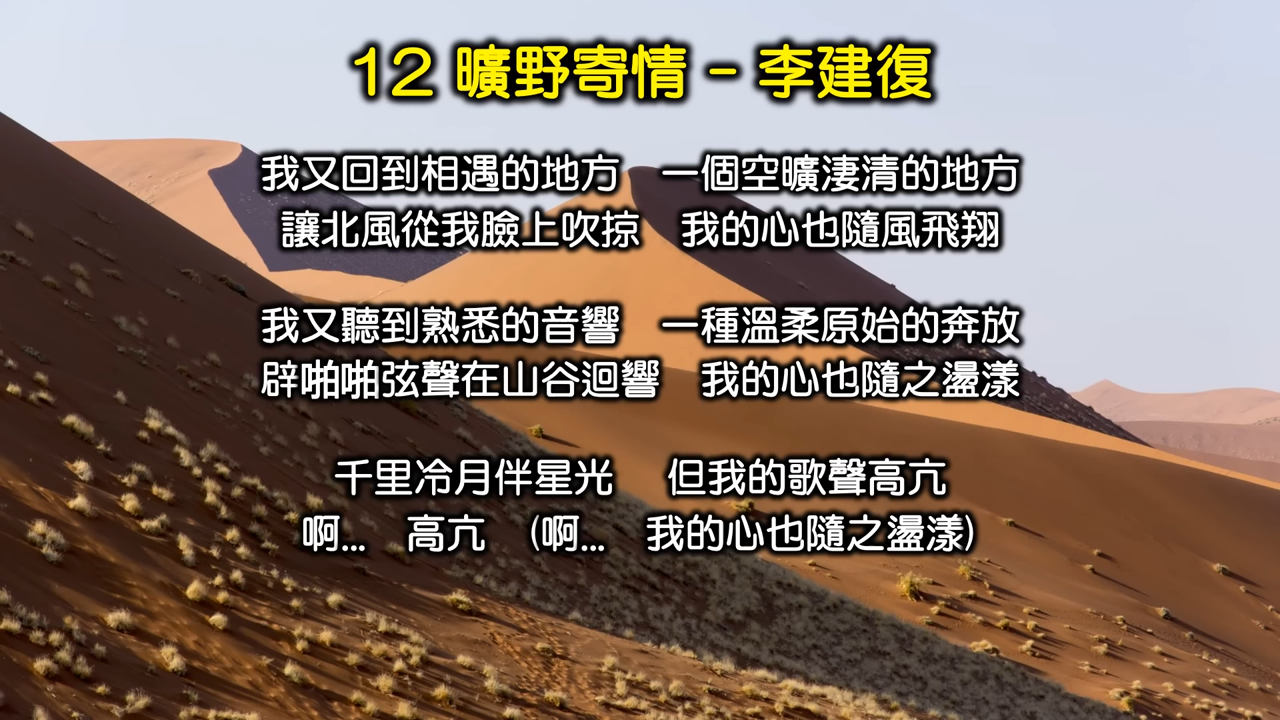 12 曠野寄情 - 李建復
我又回到相遇的地方　一個空曠淒清的地方
讓北風從我臉上吹掠　我的心也隨風飛翔
我又聽到熟悉的音響　一種溫柔原始的奔放
辟啪啪弦聲在山谷迴響　我的心也隨之盪漾
千里冷月伴星光　但我的歌聲高亢
啊...　高亢　(啊...　我的心也隨之盪漾)